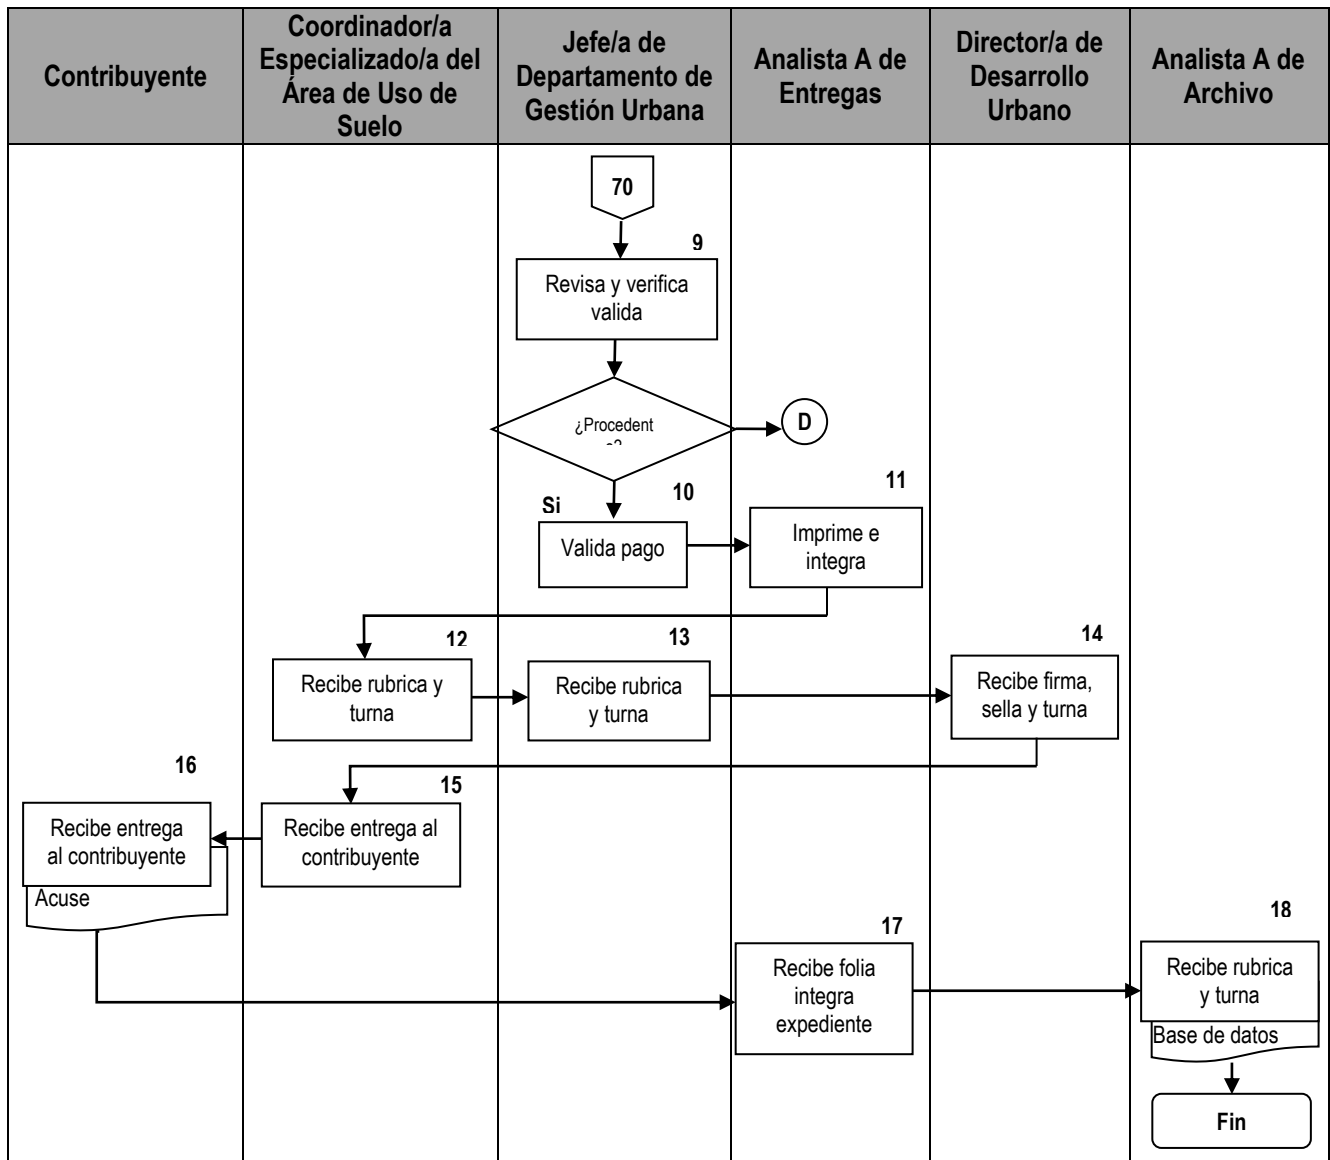 Contribuyente
Coordinador/a
Especializado/a del
Área de Uso de
Suelo
Jefe/a de
Departamento de
Gestión Urbana
Analista A de
Entregas
Director/a de
Desarrollo
Urbano
Analista A de
Archivo
70
9
Revisa y verifica
valida
¿Procedent
D
Si
10
Valida pago
11
Imprime e
integra
12
Recibe rubrica y
turna
13
Recibe rubrica
y turna
14
Recibe firma,
sella y turna
15
Recibe entrega al
contribuyente
16
Recibe entrega
al contribuyente
Acuse
17
Recibe folia
integra
expediente
18
Recibe rubrica
y turna
Base de datos
Fin